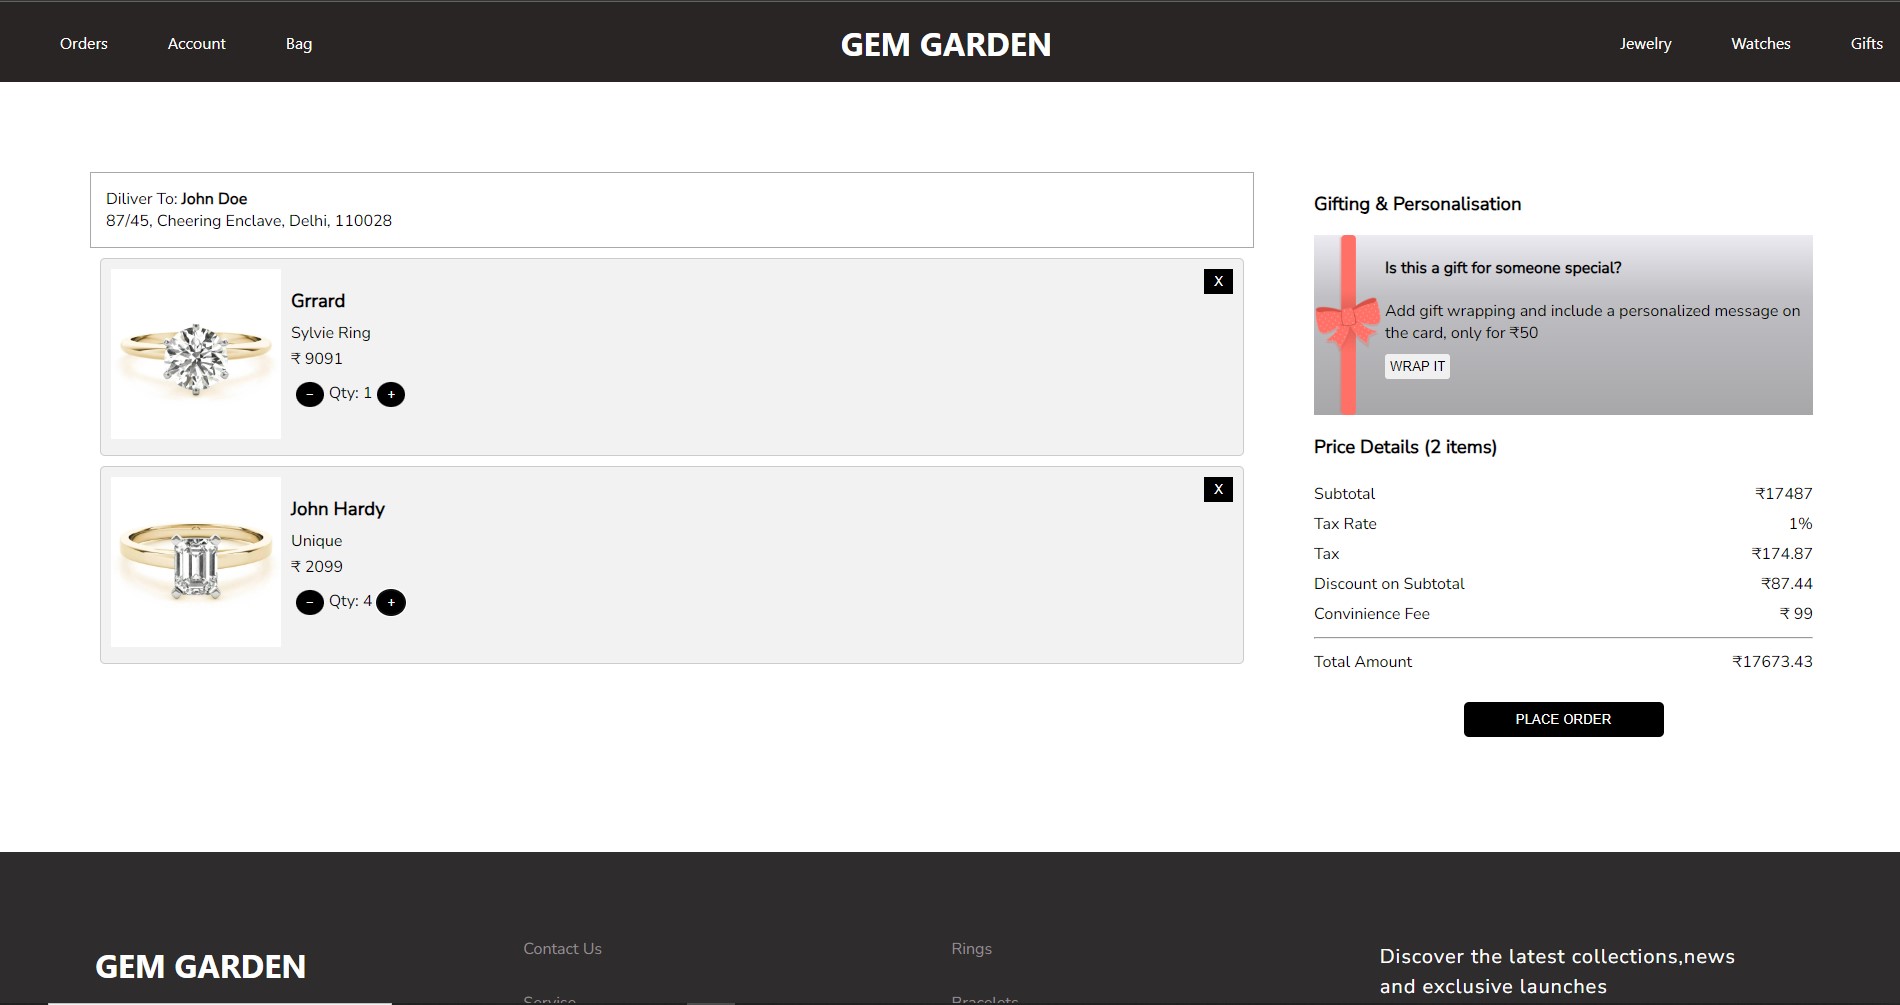 Orders Account Bag GEM GARDEN Jewelry Watches Gifts
Diliver To: John Doe
87/45, Cheering Enclave, Delhi, 110028
X
Grrard
Sylvie Ring
₹ 9091
− Qty: 1 +
X
John Hardy
Unique
₹ 2099
− Qty: 4 +
Gifting & Personalisation
Is this a gift for someone special?
Add gift wrapping and include a personalized message on
the card, only for ₹50
WRAP IT
Price Details (2 items)
Subtotal ₹17487
Tax Rate 1%
Tax ₹174.87
Discount on Subtotal ₹87.44
Convinience Fee ₹ 99
Total Amount ₹17673.43
PLACE ORDER
GEM GARDEN
Contact Us
Service
Rings
Bracelets
Discover the latest collections,news
and exclusive launches